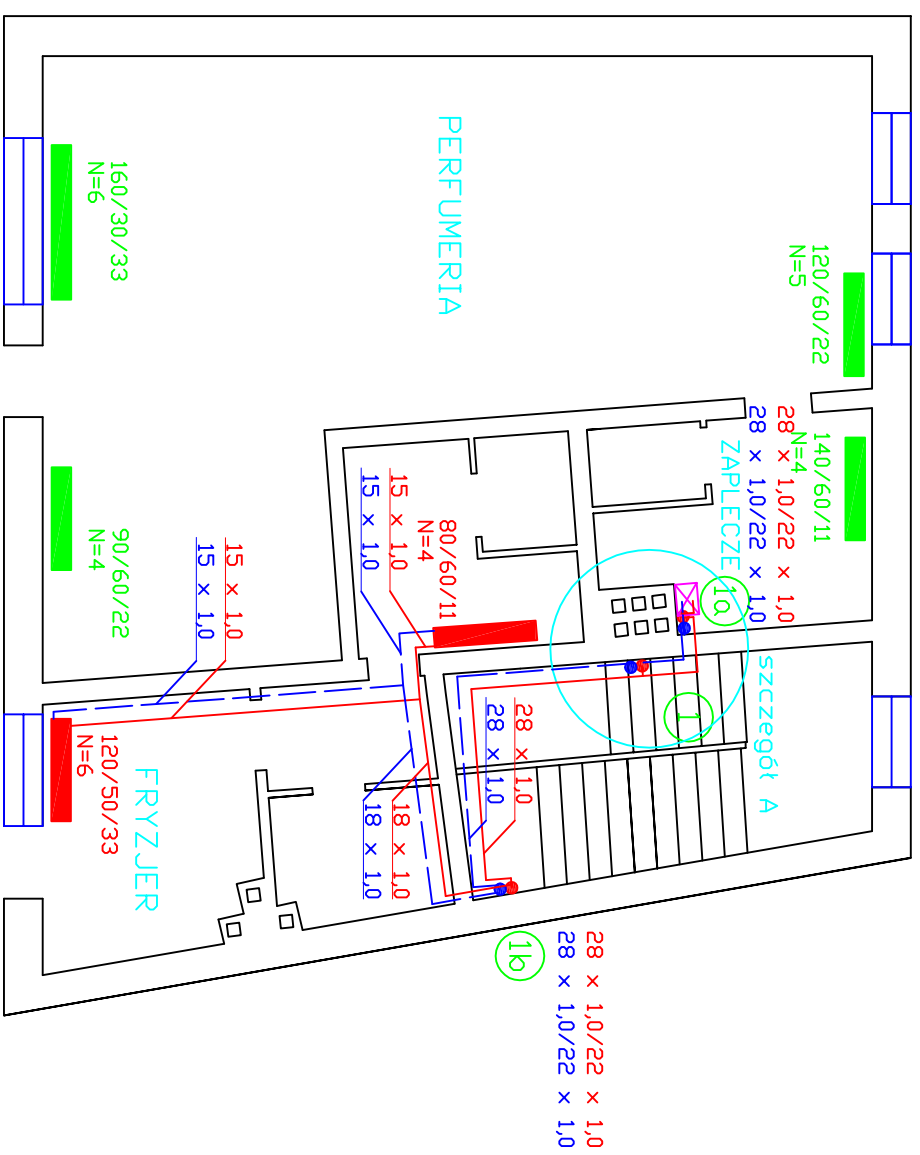 PERFUMERIA
160/30/33
N=6
120/60/22
N=5
140/60/11
N=4
28 × 1,0/22 × 1,0
28 × 1,0/22 × 1,0
ZAPLECZE
1a
szczegół A
1
90/60/22
N=4
15 × 1,0
15 × 1,0
80/60/11
N=4
15 × 1,0
15 × 1,0
28 × 1,0
28 × 1,0
18 × 1,0
18 × 1,0
120/50/33
N=6
FRYZJER
1b
28 × 1,0/22 × 1,0
28 × 1,0/22 × 1,0